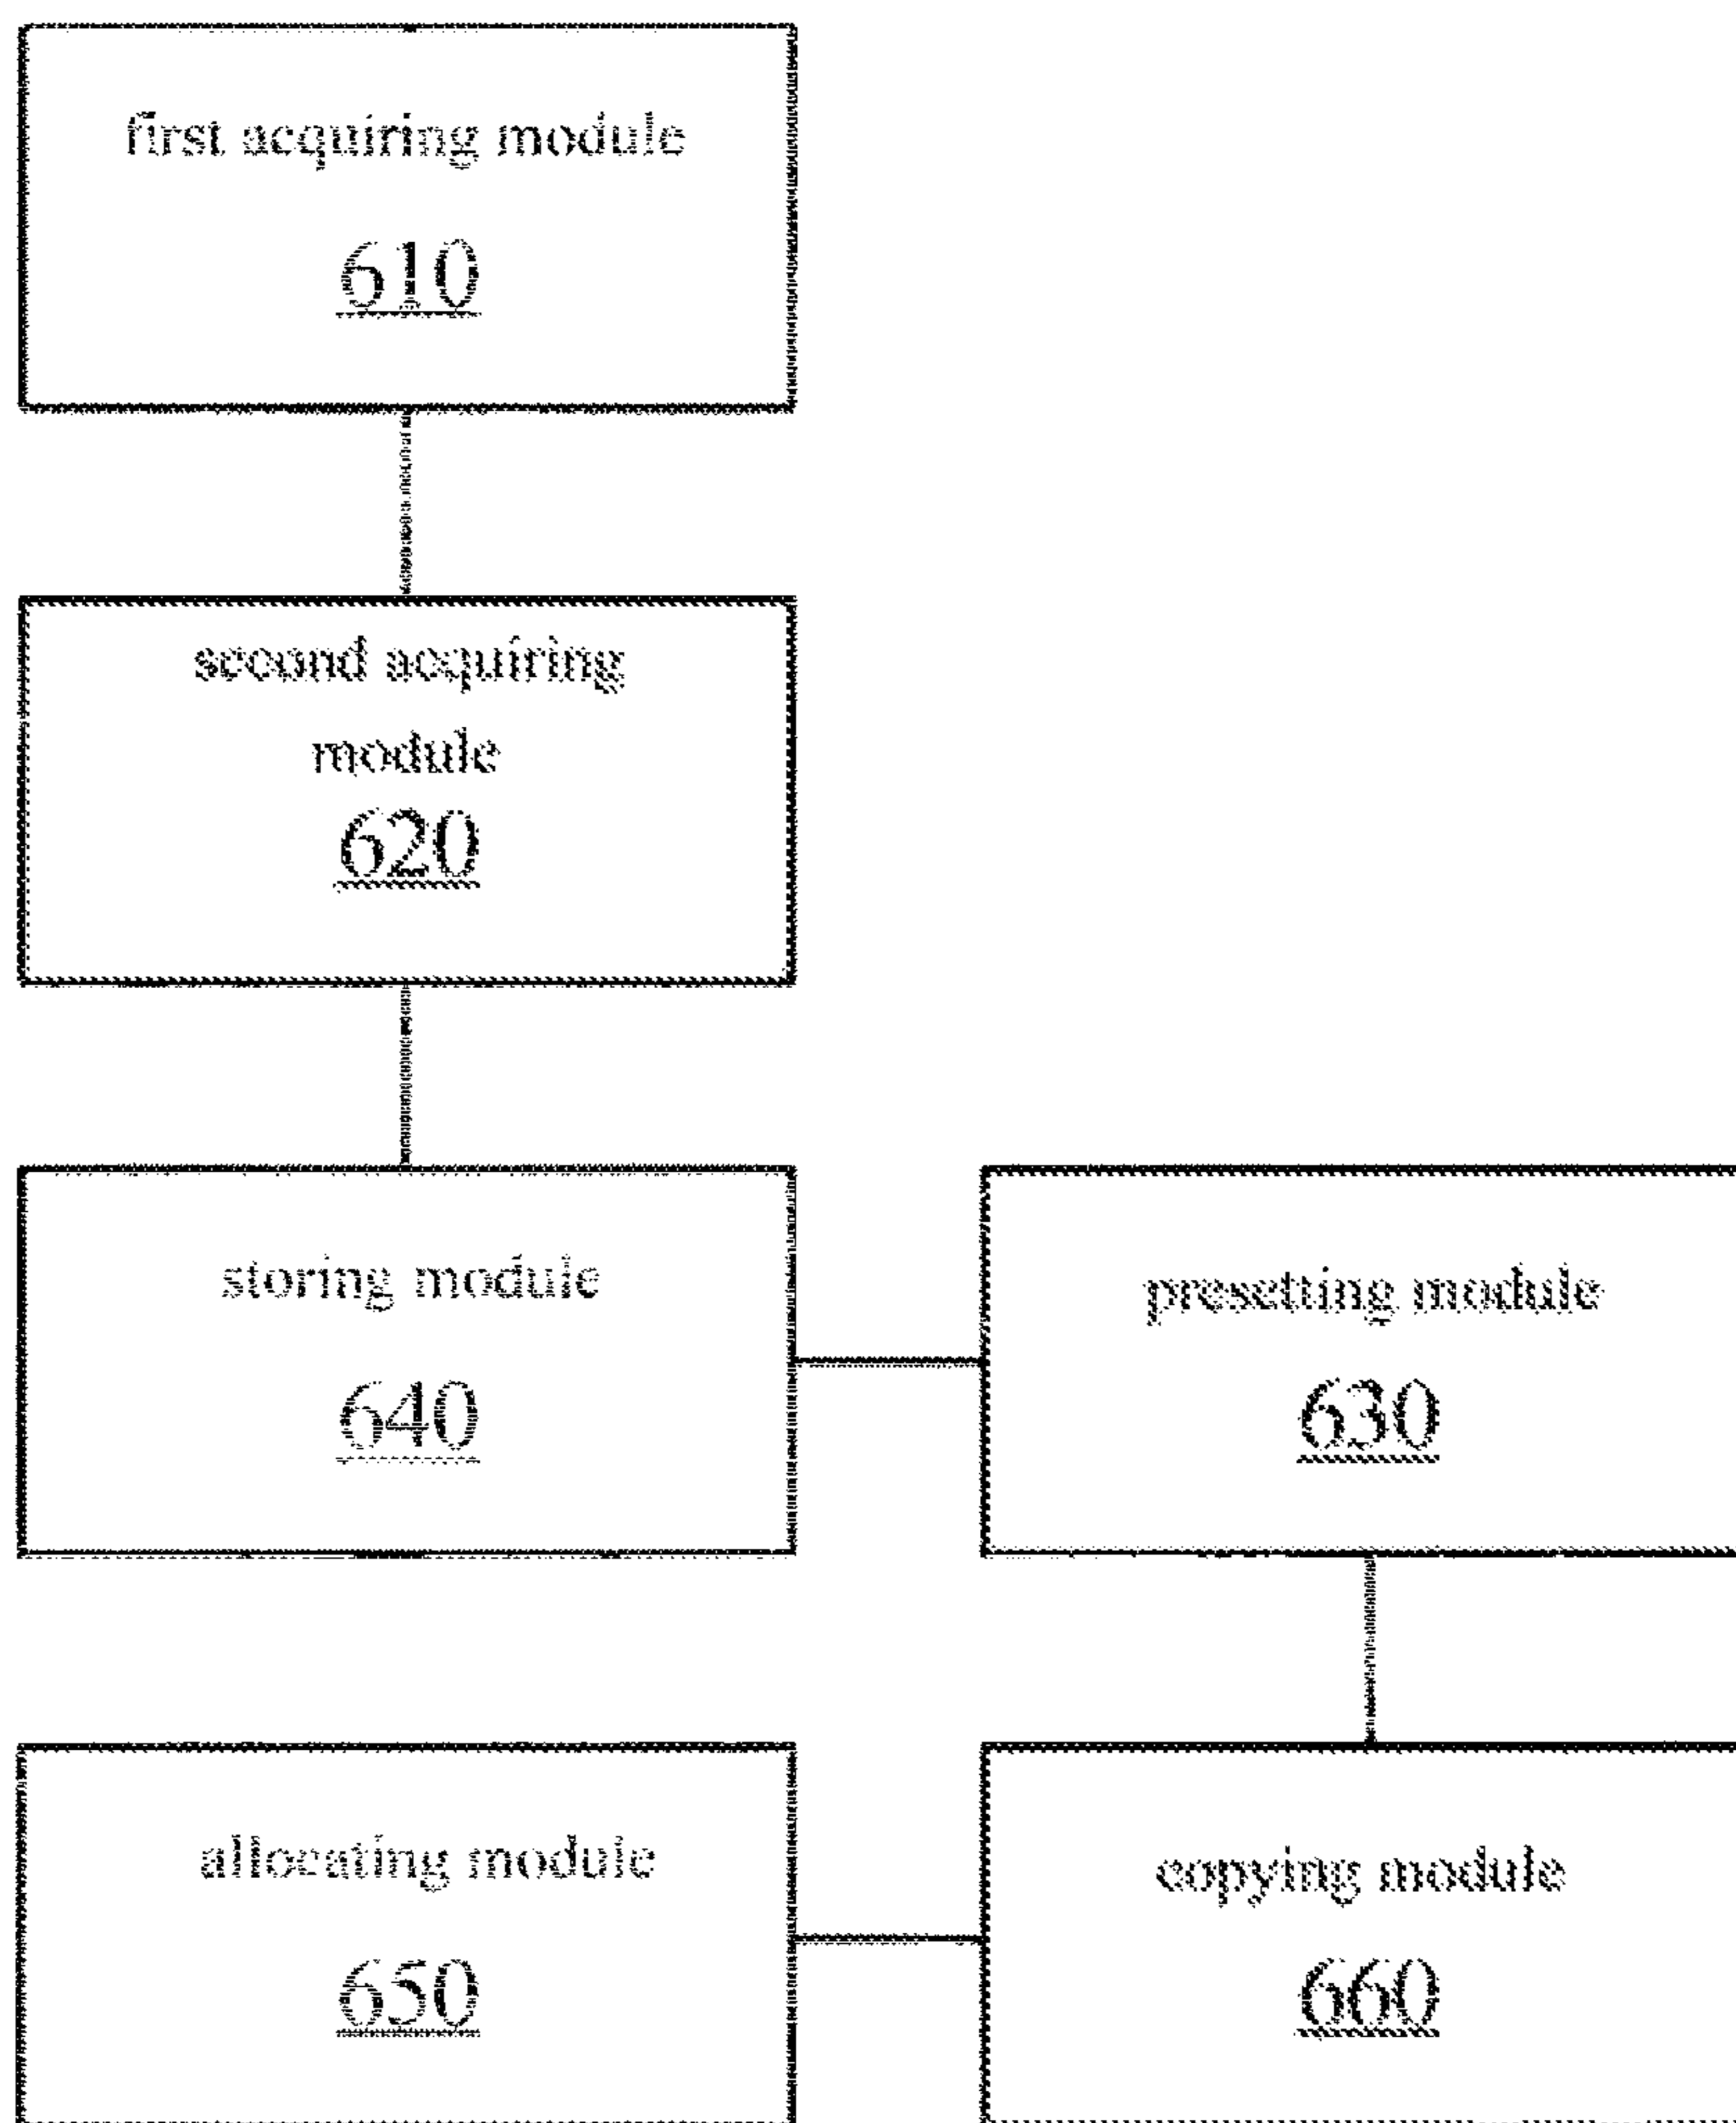 first acquiring module
610
second acquiring
module
620
storing module
640
presetting module
630
allocating module
650
copying module
660